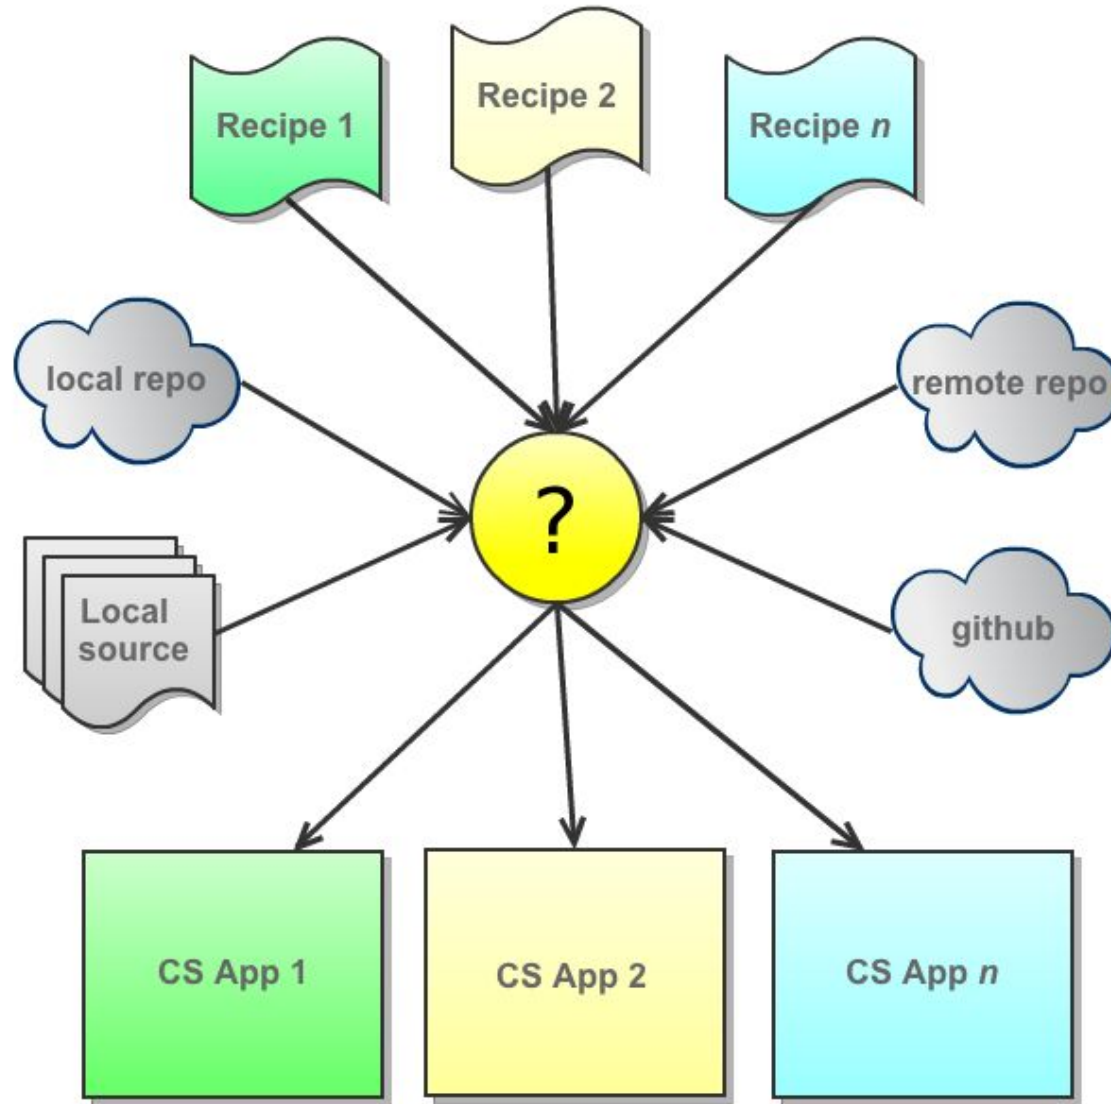 Recipe 1
Recipe 2
Recipe n
local repo
remote repo
?
Local
source
github
CS App 1
CS App 2
CS App n